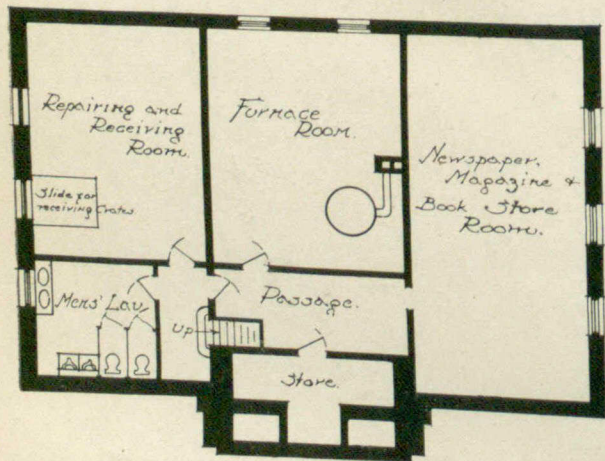 Repairing and
Receiving
Room.
Furnace
Room.
Newspaper,
Magazine &
Book Store
Room.
Slide for
receiving Crates
Mens' Lav.
Passage.
Up
Store.